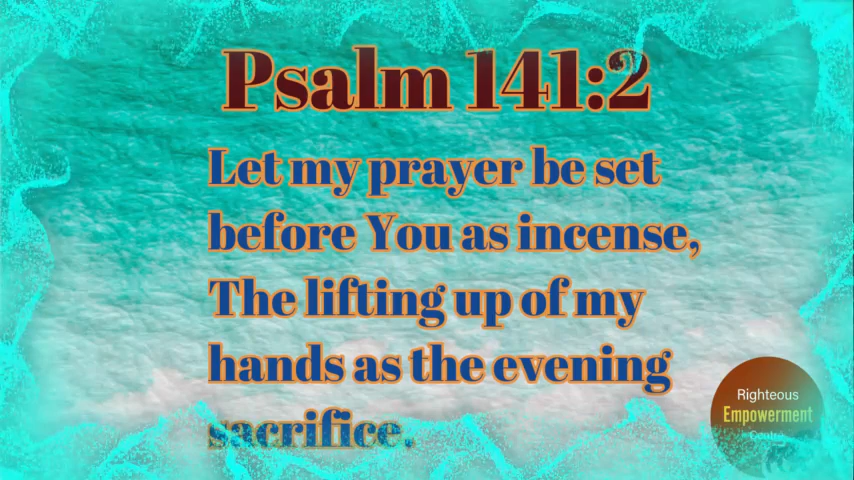 Psalm 141:2
Let my prayer be set
before You as incense,
The lifting up of my
hands as the evening
sacrifice.
Righteous
Empowerment
Centre